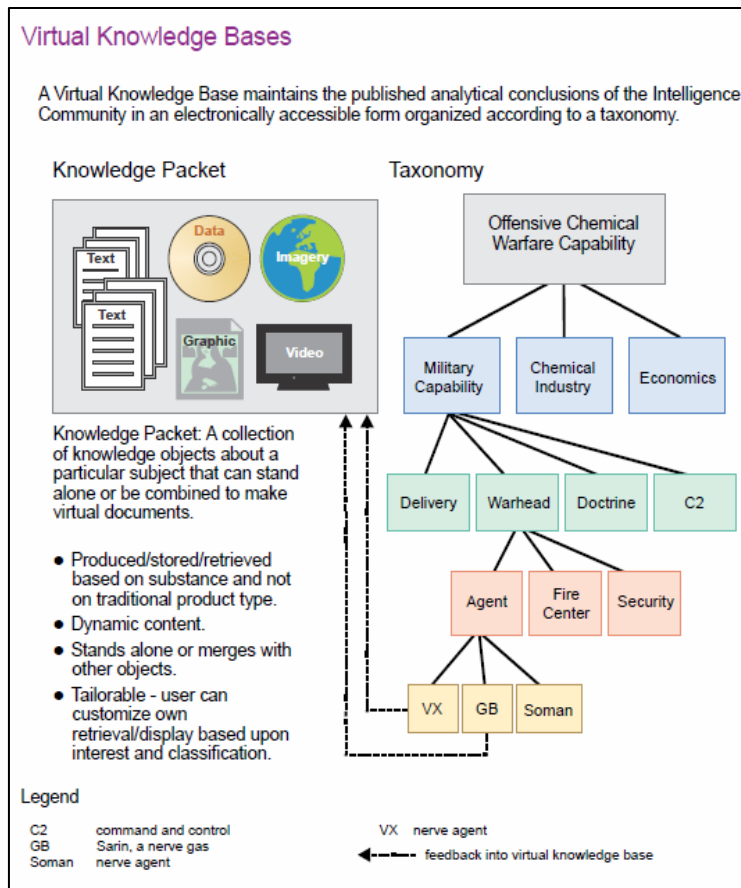 Virtual Knowledge Bases
A Virtual Knowledge Base maintains the published analytical conclusions of the Intelligence
Community in an electronically accessible form organized according to a taxonomy.
Knowledge Packet
Text
Text
Data
Imagery
Graphic
Video
Knowledge Packet: A collection
of knowledge objects about a
particular subject that can stand
alone or be combined to make
virtual documents.
● Produced/stored/retrieved
based on substance and not
on traditional product type.
● Dynamic content.
● Stands alone or merges with
other objects.
● Tailorable - user can
customize own
retrieval/display based upon
interest and classification.
Taxonomy
Offensive Chemical
Warfare Capability
Military
Capability
Chemical
Industry
Economics
Delivery
Warhead
Doctrine
C2
Agent
Fire
Center
Security
VX
GB
Soman
Legend
C2 command and control
GB Sarin, a nerve gas
Soman nerve agent
VX nerve agent
feedback into virtual knowledge base